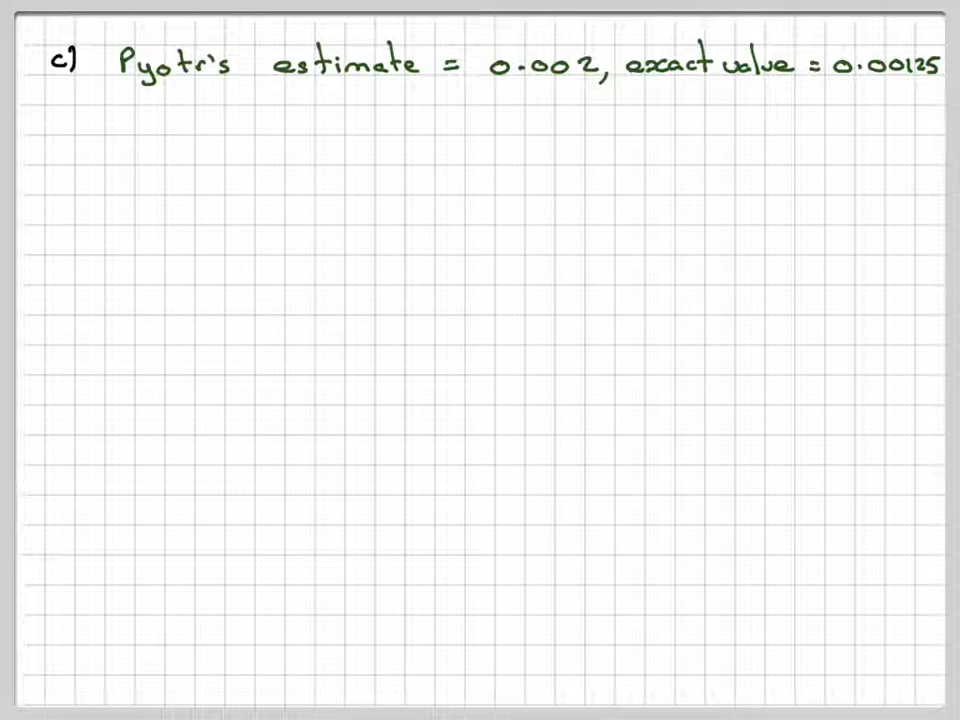 c) Pyotr's estimate = 0.002, exact value = 0.00125